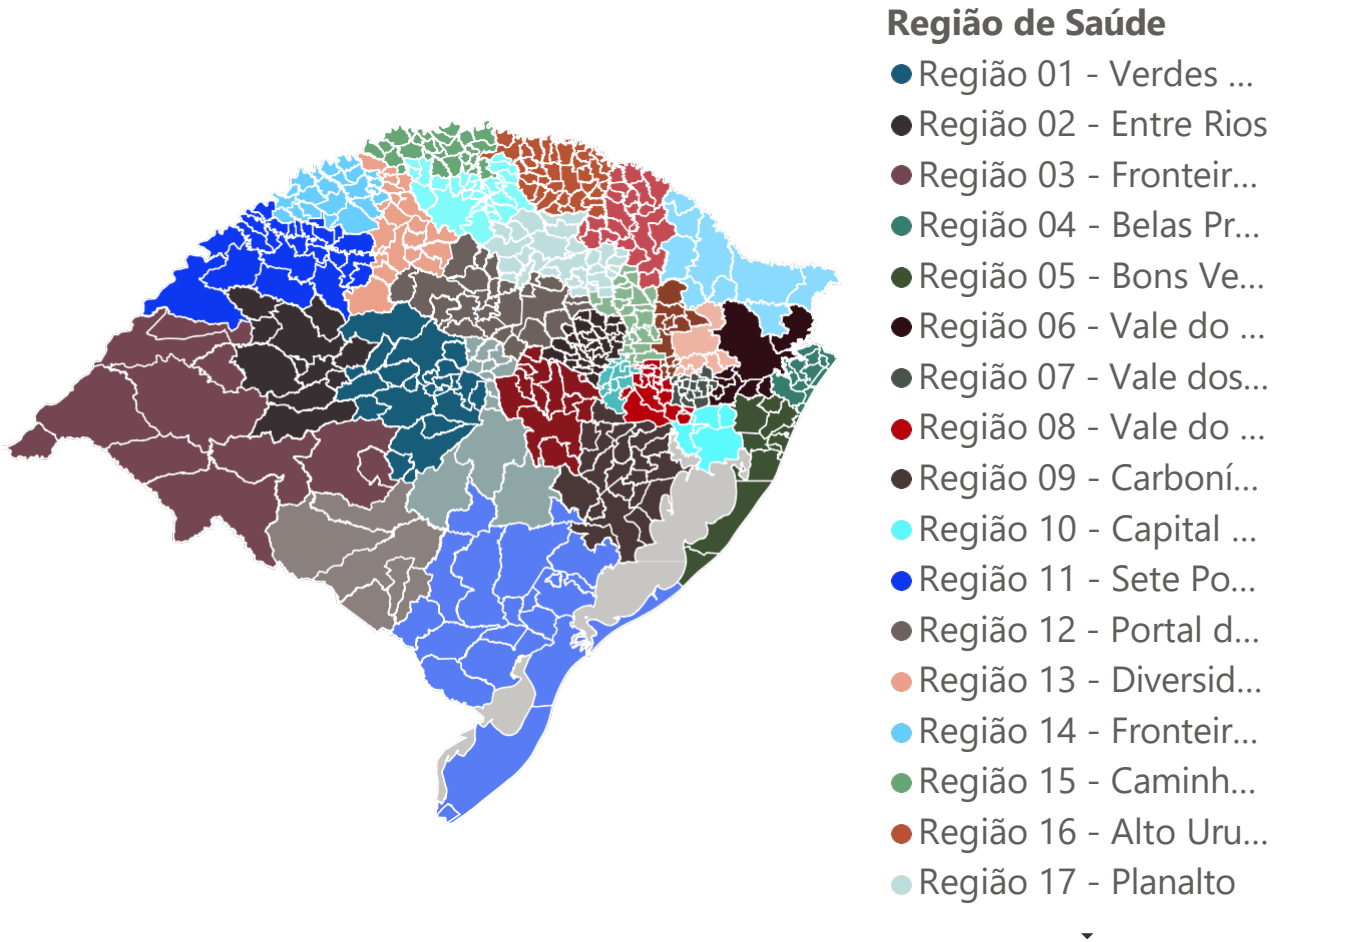 Região de Saúde
Região 01 - Verdes ...
Região 02 - Entre Rios
Região 03 - Fronteir...
Região 04 - Belas Pr...
Região 05 - Bons Ve...
Região 06 - Vale do ...
Região 07 - Vale dos...
Região 08 - Vale do ...
Região 09 - Carboní...
Região 10 - Capital ...
Região 11 - Sete Po...
Região 12 - Portal d...
Região 13 - Diversid...
Região 14 - Fronteir...
Região 15 - Caminh...
Região 16 - Alto Uru...
Região 17 - Planalto